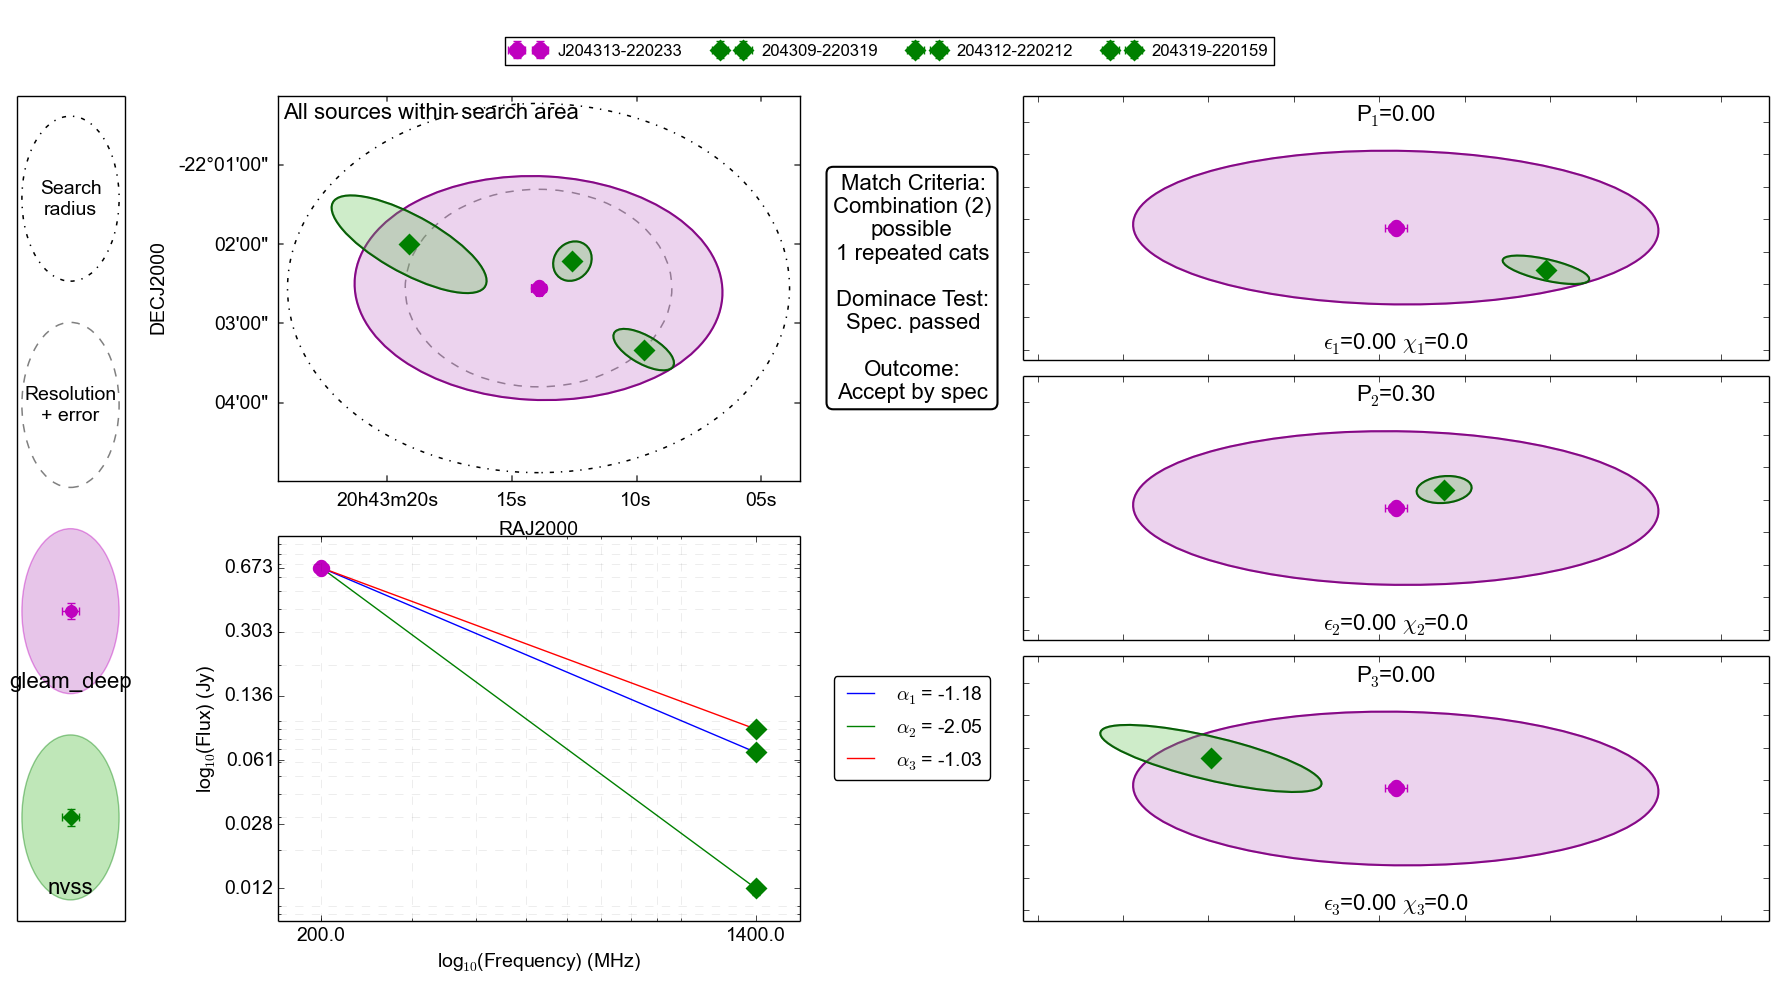 J204313-220233 204309-220319 204312-220212 204319-220159
Search
radius
Resolution
+ error
gleam_deep
nvss
All sources within search area
DECJ2000
-22°01'00"
02'00"
03'00"
04'00"
20h43m20s 15s 10s 05s
RAJ2000
Match Criteria:
Combination (2)
possible
1 repeated cats
Dominace Test:
Spec. passed
Outcome:
Accept by spec
log₁₀(Flux) (Jy)
0.673
0.303
0.136
0.061
0.028
0.012
200.0 1400.0
log₁₀(Frequency) (MHz)
α₁ = -1.18
α₂ = -2.05
α₃ = -1.03
P₁=0.00
ϵ₁=0.00 χ₁=0.0
P₂=0.30
ϵ₂=0.00 χ₂=0.0
P₃=0.00
ϵ₃=0.00 χ₃=0.0